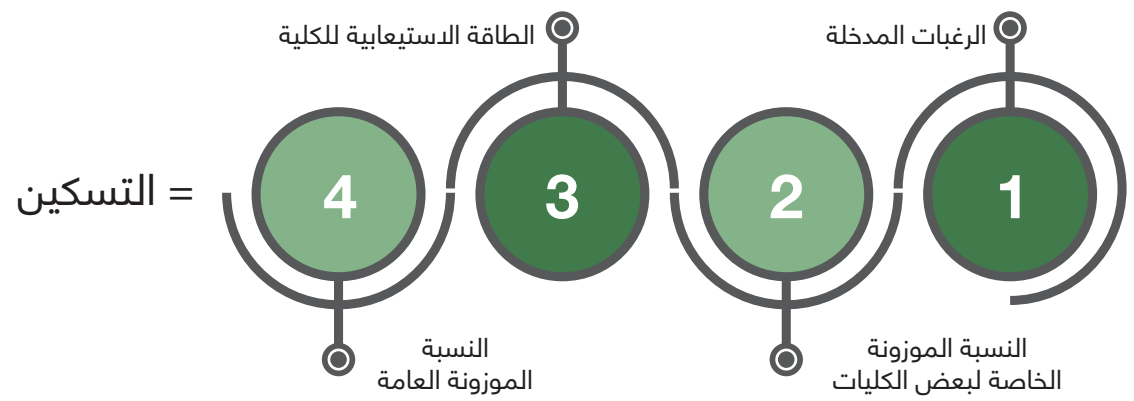 الرغبات المدخلة
الطاقة الاستيعابية للكلية
1
2
3
4
= التسكين
النسبة الموزونة
الخاصة لبعض الكليات
النسبة
الموزونة العامة